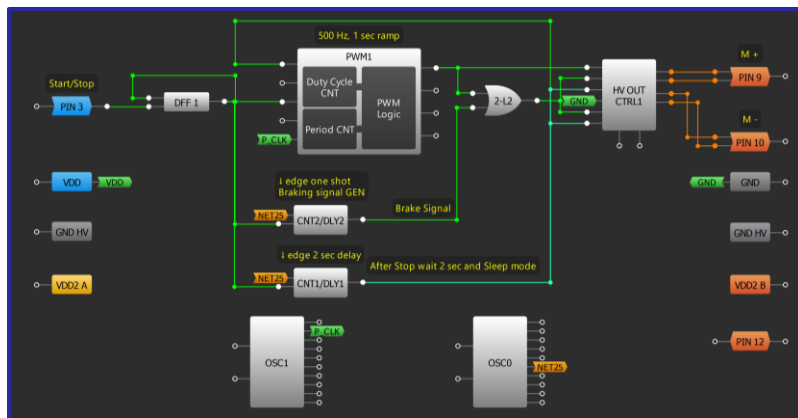 500 Hz, 1 sec ramp
PWM1
M +
Start/Stop
Duty Cycle
CNT
HV OUT
CTRL1
PIN 9
PIN 3
DFF 1
PWM
Logic
2-L2
GND
Period CNT
P_CLK
M -
PIN 10
VDD
VDD
↓ edge one shot
Braking signal GEN
GND
GND
NET25
CNT2/DLY2
Brake Signal
GND HV
GND HV
↓ edge 2 sec delay
NET25
CNT1/DLY1
After Stop wait 2 sec and Sleep mode
VDD2 A
VDD2 B
P_CLK
OSC1
OSC0
NET25
PIN 12